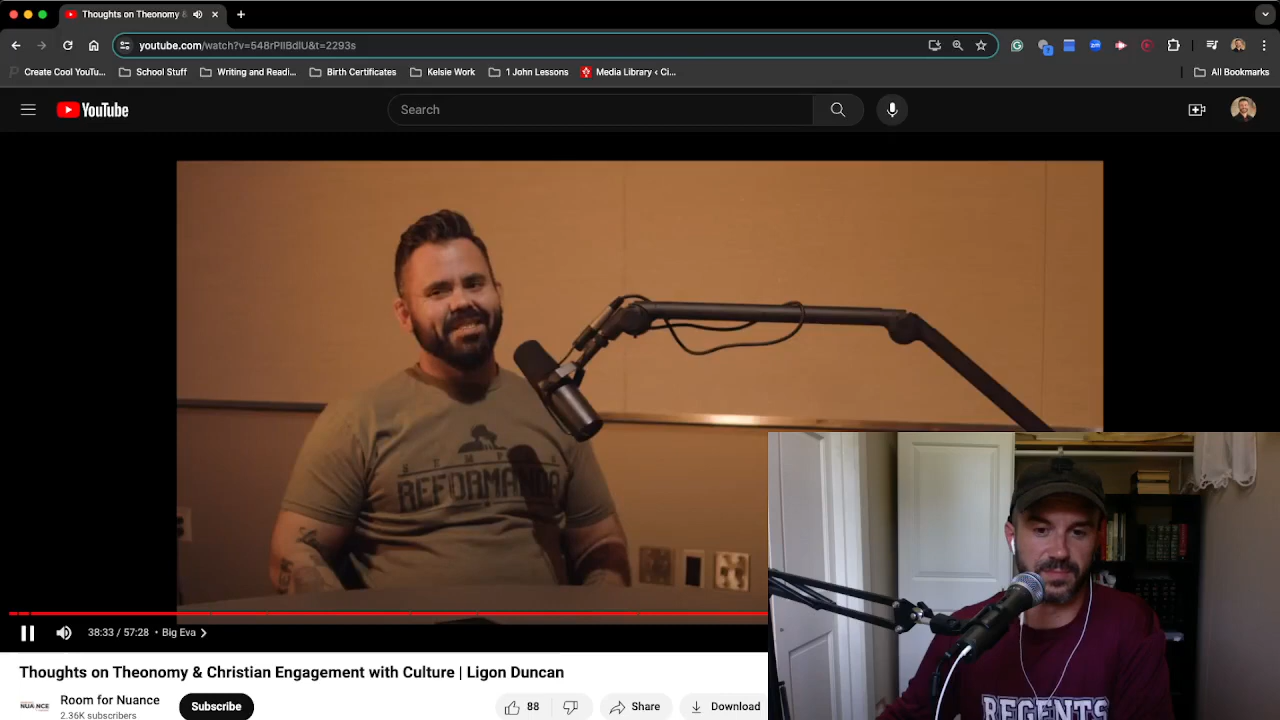 Thoughts on Theonomy &
youtube.com/watch?v=548rPIIBdlU&t=2293s
Create Cool YouTu... School Stuff Writing and Readi... Birth Certificates Kelsie Work 1 John Lessons Media Library ‹ Ci... All Bookmarks
YouTube Search
SEMPER
REFORMANDA
38:33 / 57:28 • Big Eva
REGENTS
Thoughts on Theonomy & Christian Engagement with Culture | Ligon Duncan
NUANCE Room for Nuance Subscribe 88 Share Download
2.36K subscribers